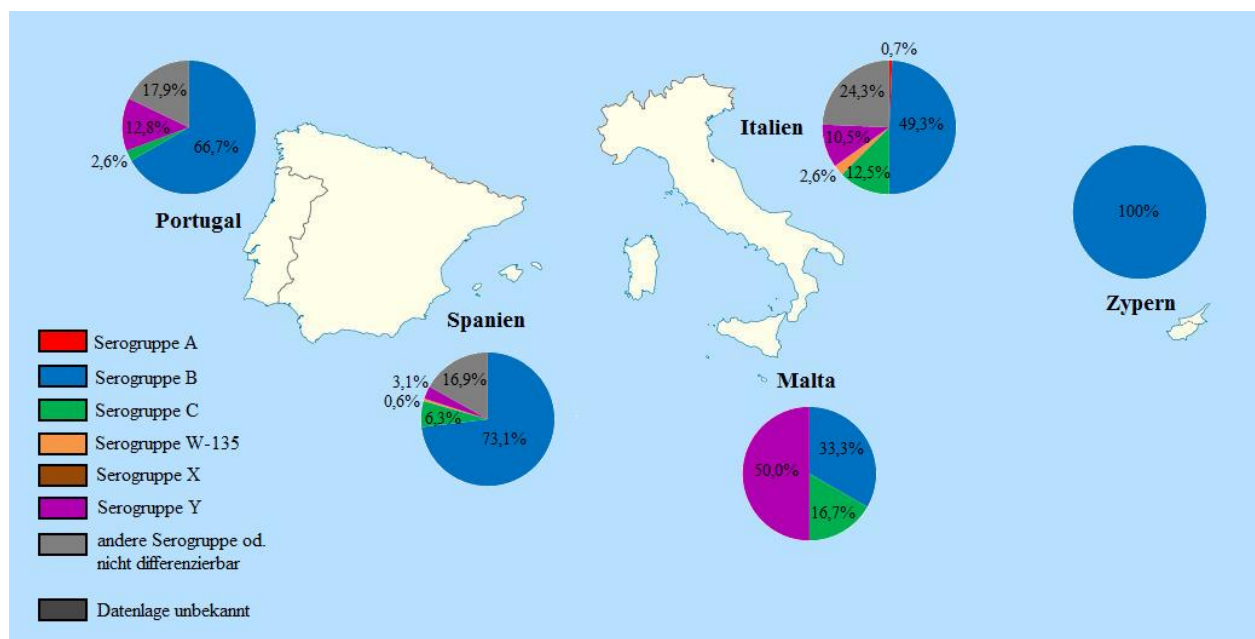 0,7%
17,9%
12,8%
66,7%
2,6%
Portugal
Italien
24,3%
49,3%
10,5%
12,5%
2,6%
100%
Zypern
Spanien
3,1%
16,9%
0,6%
6,3%
73,1%
Malta
50,0%
33,3%
16,7%
Serogruppe A
Serogruppe B
Serogruppe C
Serogruppe W-135
Serogruppe X
Serogruppe Y
andere Serogruppe od.
nicht differenzierbar
Datenlage unbekannt